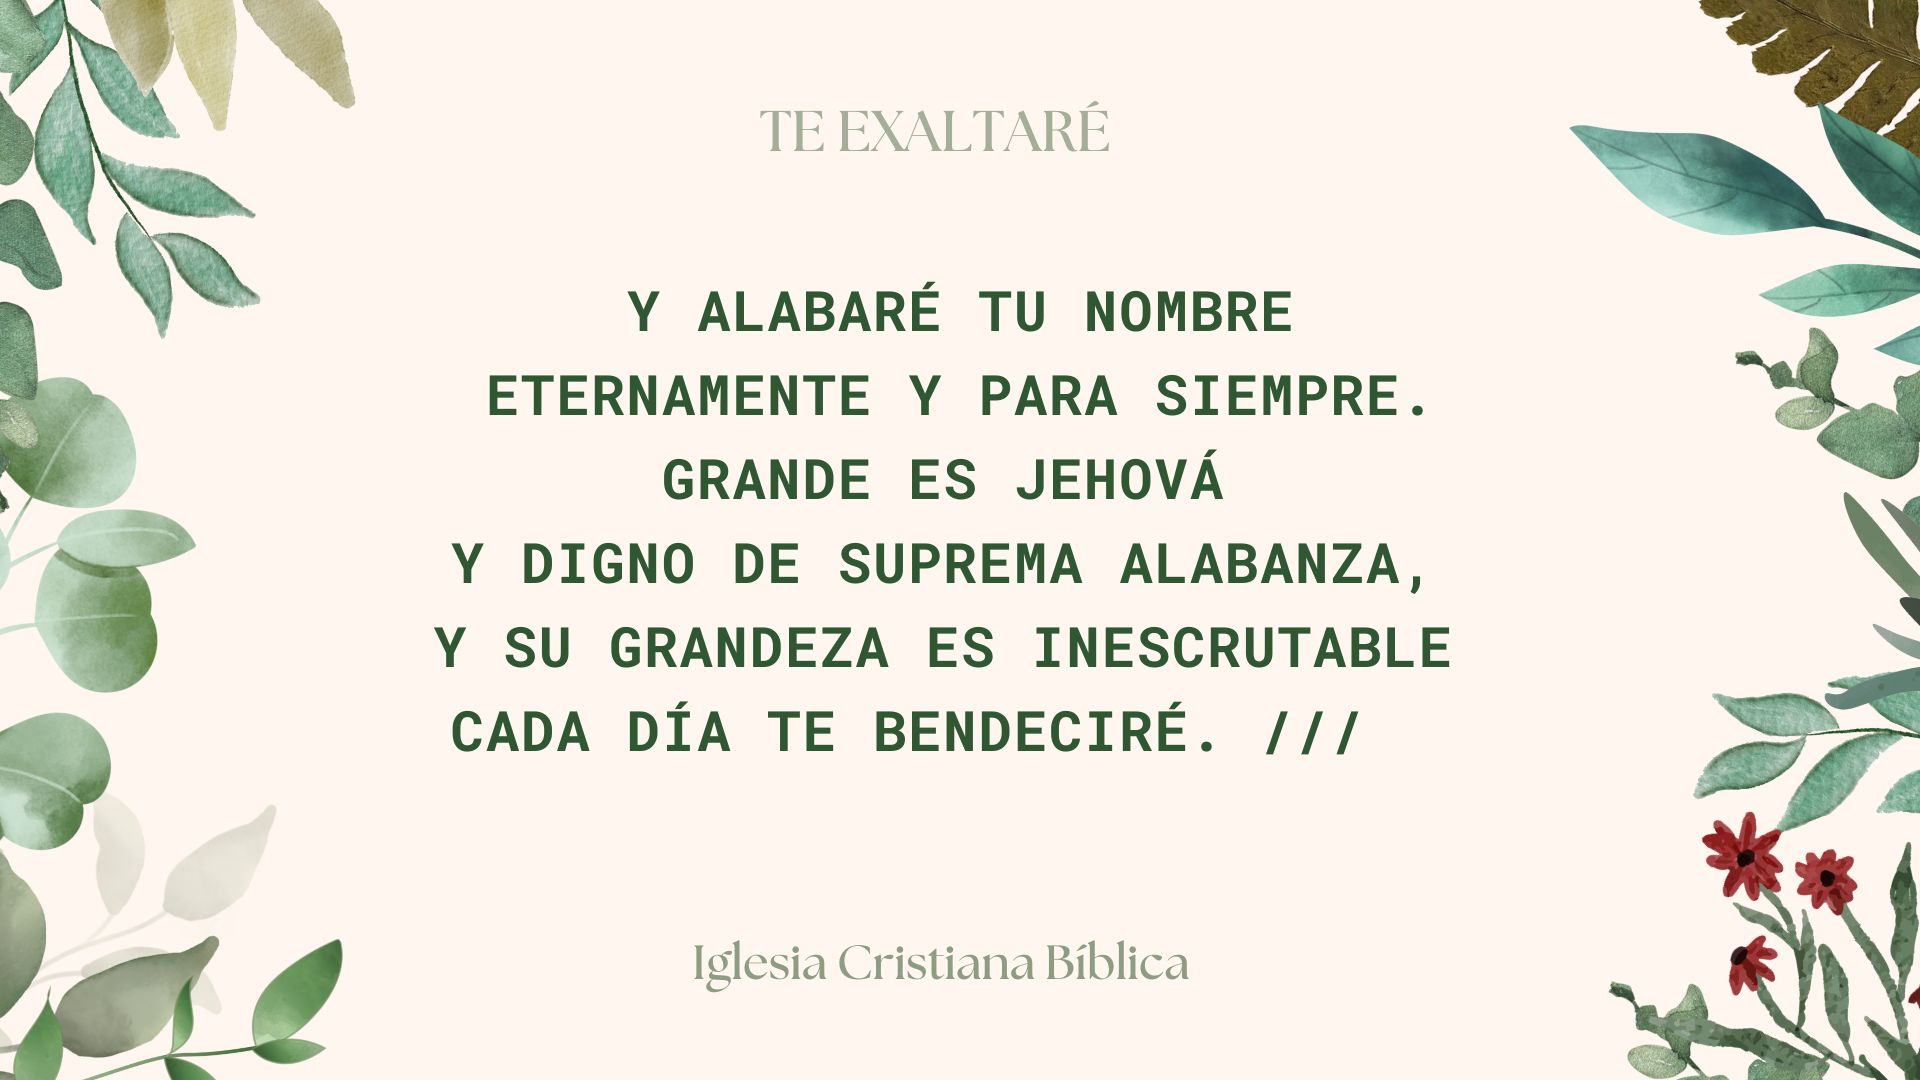 TE EXALTARÉ
Y ALABARÉ TU NOMBRE
ETERNAMENTE Y PARA SIEMPRE.
GRANDE ES JEHOVÁ
Y DIGNO DE SUPREMA ALABANZA,
Y SU GRANDEZA ES INESCRUTABLE
CADA DÍA TE BENDECIRÉ. ///
Iglesia Cristiana Bíblica